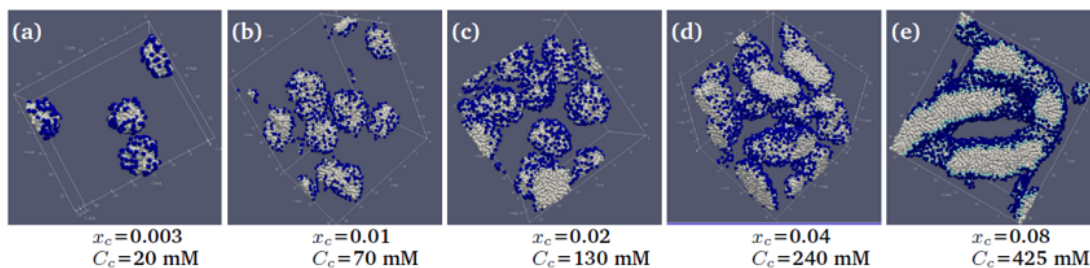 (a)
(b)
(c)
(d)
(e)
x_c=0.003
C_c=20 mM
x_c=0.01
C_c=70 mM
x_c=0.02
C_c=130 mM
x_c=0.04
C_c=240 mM
x_c=0.08
C_c=425 mM